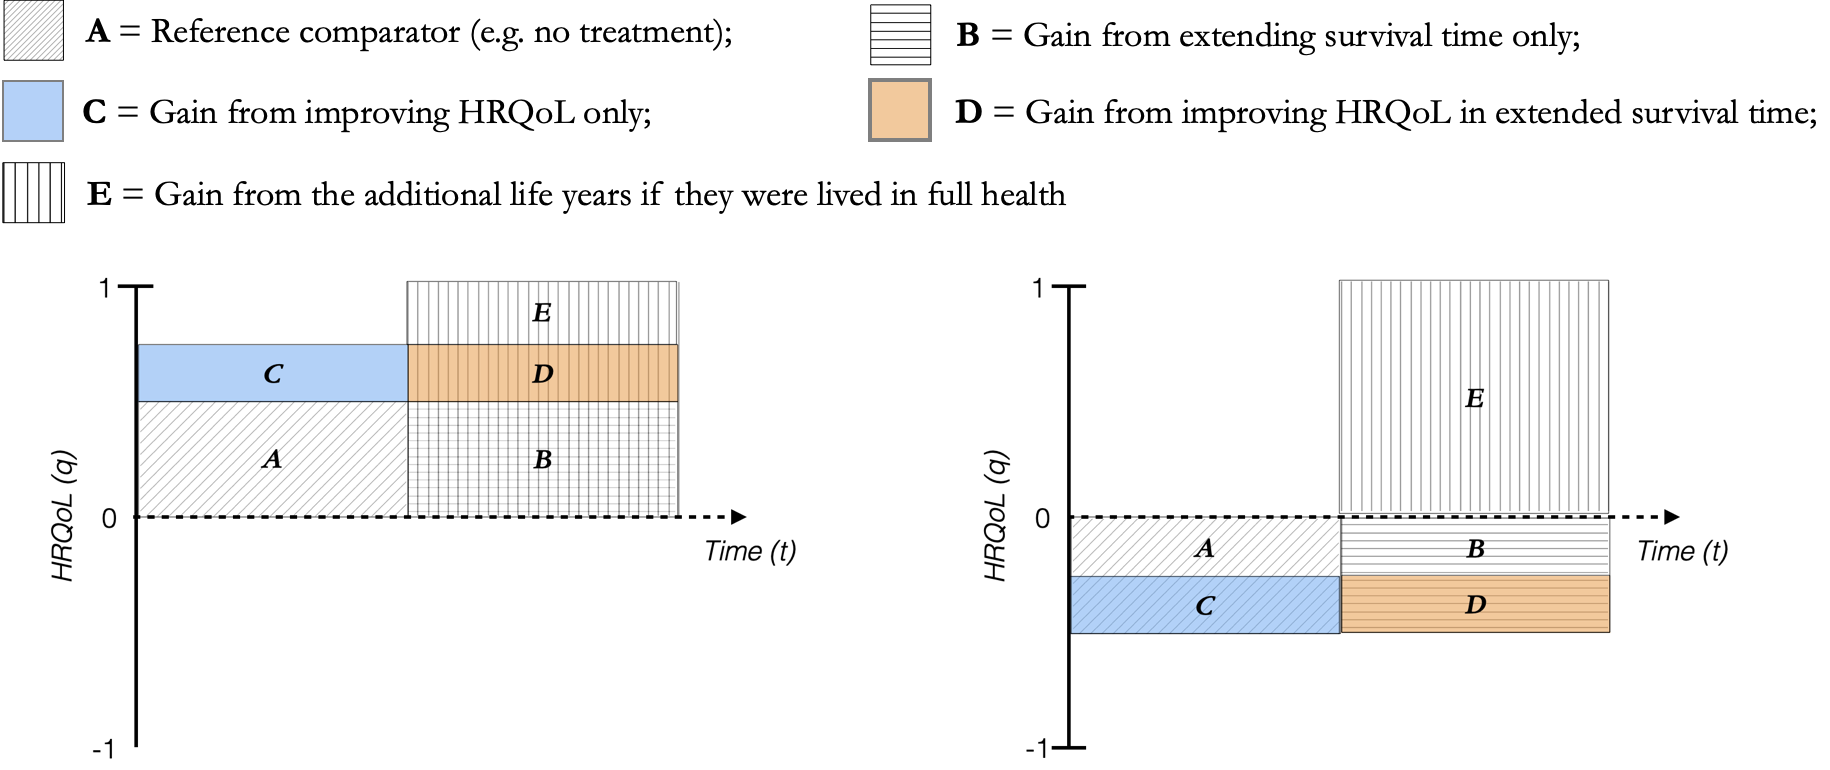 A = Reference comparator (e.g. no treatment);
B = Gain from extending survival time only;
C = Gain from improving HRQoL only;
D = Gain from improving HRQoL in extended survival time;
E = Gain from the additional life years if they were lived in full health
1
E
C
D
A
B
HRQoL (q)
0
Time (t)
-1
1
E
HRQoL (q)
0
A
B
Time (t)
C
D
-1